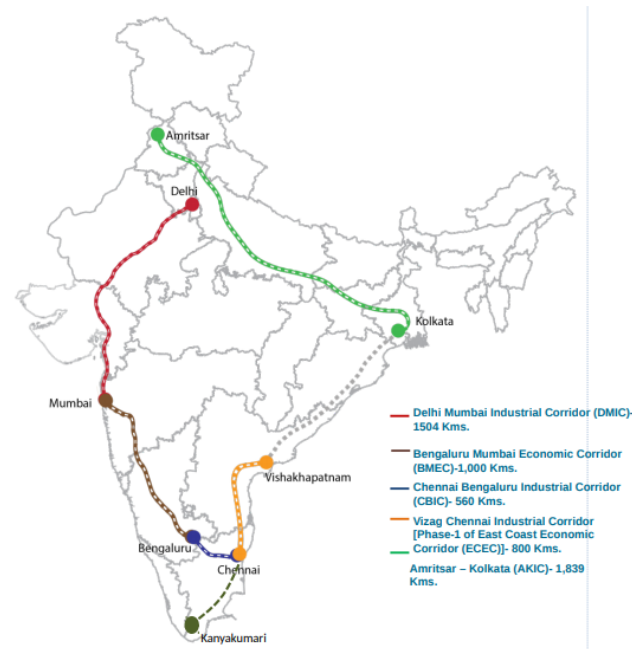 Amritsar
Delhi
Kolkata
Mumbai
Vishakhapatnam
Bengaluru
Chennai
Kanyakumari
Delhi Mumbai Industrial Corridor (DMIC)-
1504 Kms.
Bengaluru Mumbai Economic Corridor
(BMEC)-1,000 Kms.
Chennai Bengaluru Industrial Corridor
(CBIC)- 560 Kms.
Vizag Chennai Industrial Corridor
[Phase-1 of East Coast Economic
Corridor (ECEC)]- 800 Kms.
Amritsar – Kolkata (AKIC)- 1,839
Kms.